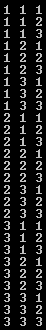 1 1 1
1 1 2
1 1 3
1 2 1
1 2 2
1 2 3
1 3 1
1 3 2
1 3 3
2 1 1
2 1 2
2 1 3
2 2 1
2 2 2
2 2 3
2 3 1
2 3 2
2 3 3
3 1 1
3 1 2
3 1 3
3 2 1
3 2 2
3 2 3
3 3 1
3 3 2
3 3 3